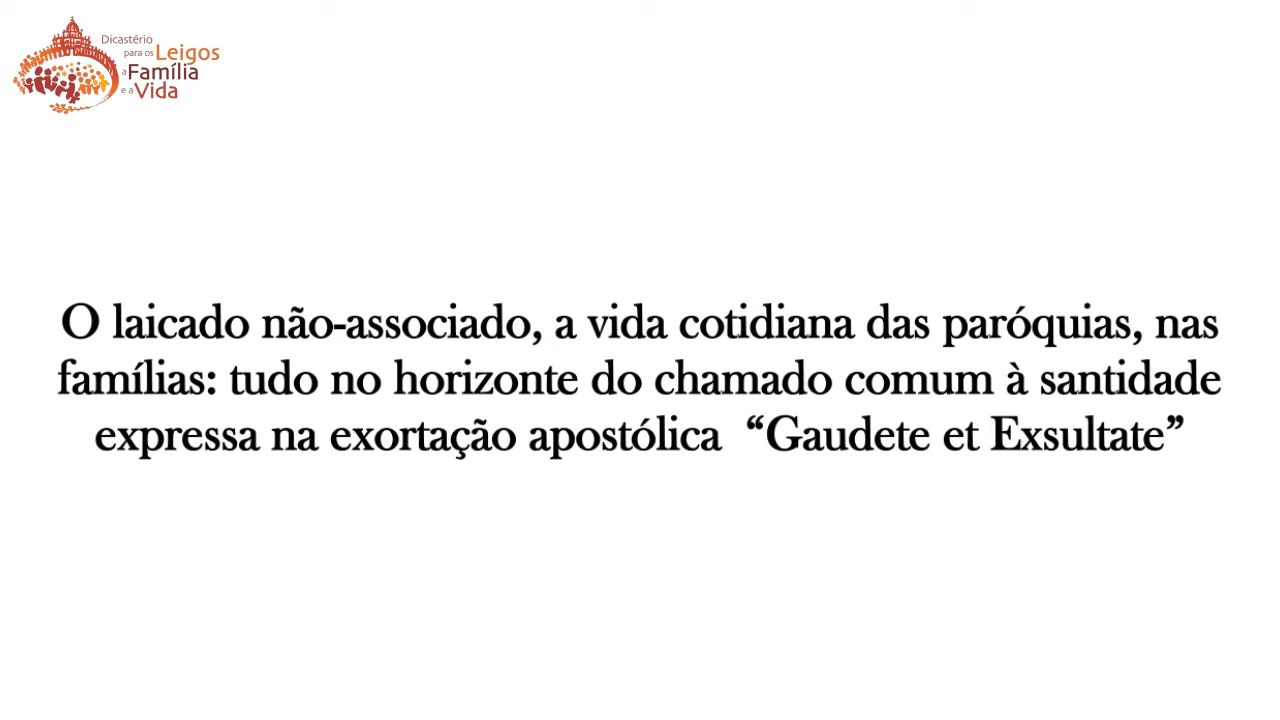 Dicastério
para os Leigos
a Família
e a Vida
O laicado não-associado, a vida cotidiana das paróquias, nas
famílias: tudo no horizonte do chamado comum à santidade
expressa na exortação apostólica “Gaudete et Exsultate”